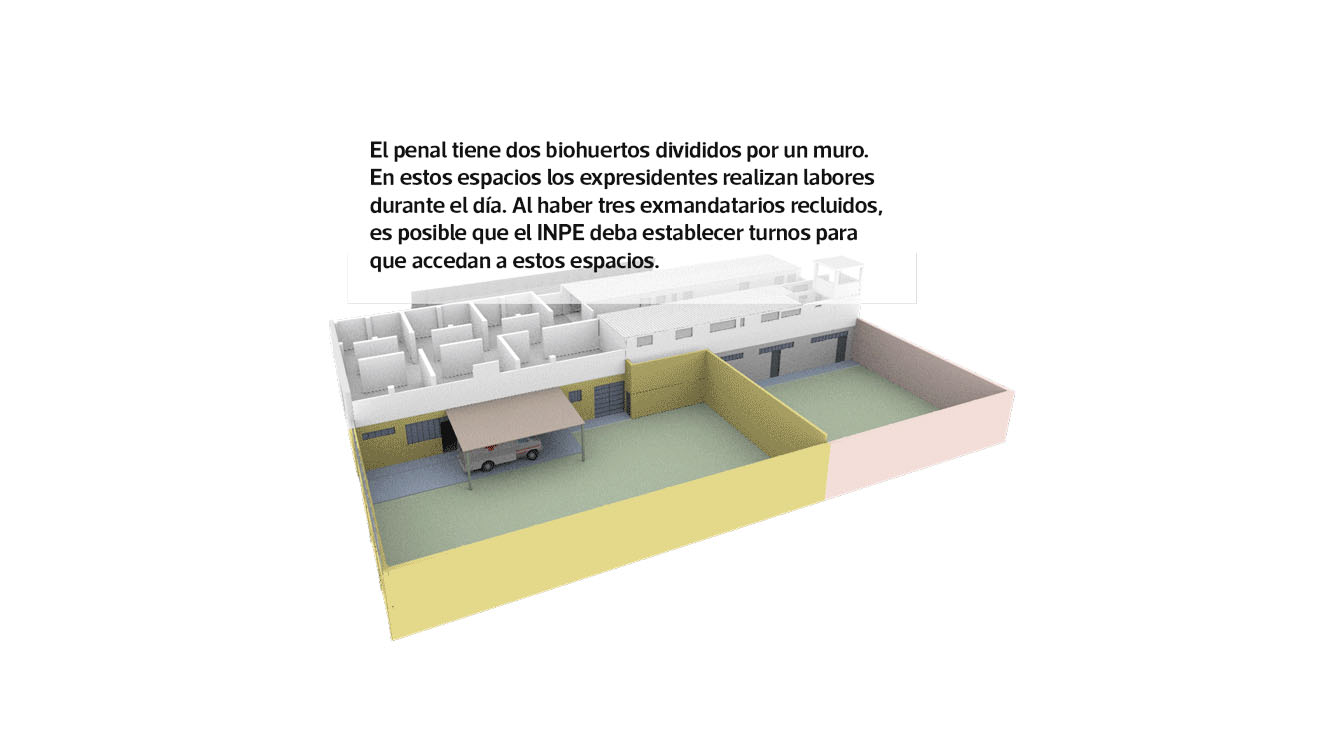 El penal tiene dos biohuertos divididos por un muro.
En estos espacios los expresidentes realizan labores
durante el día. Al haber tres exmandatarios recluidos,
es posible que el INPE deba establecer turnos para
que accedan a estos espacios.